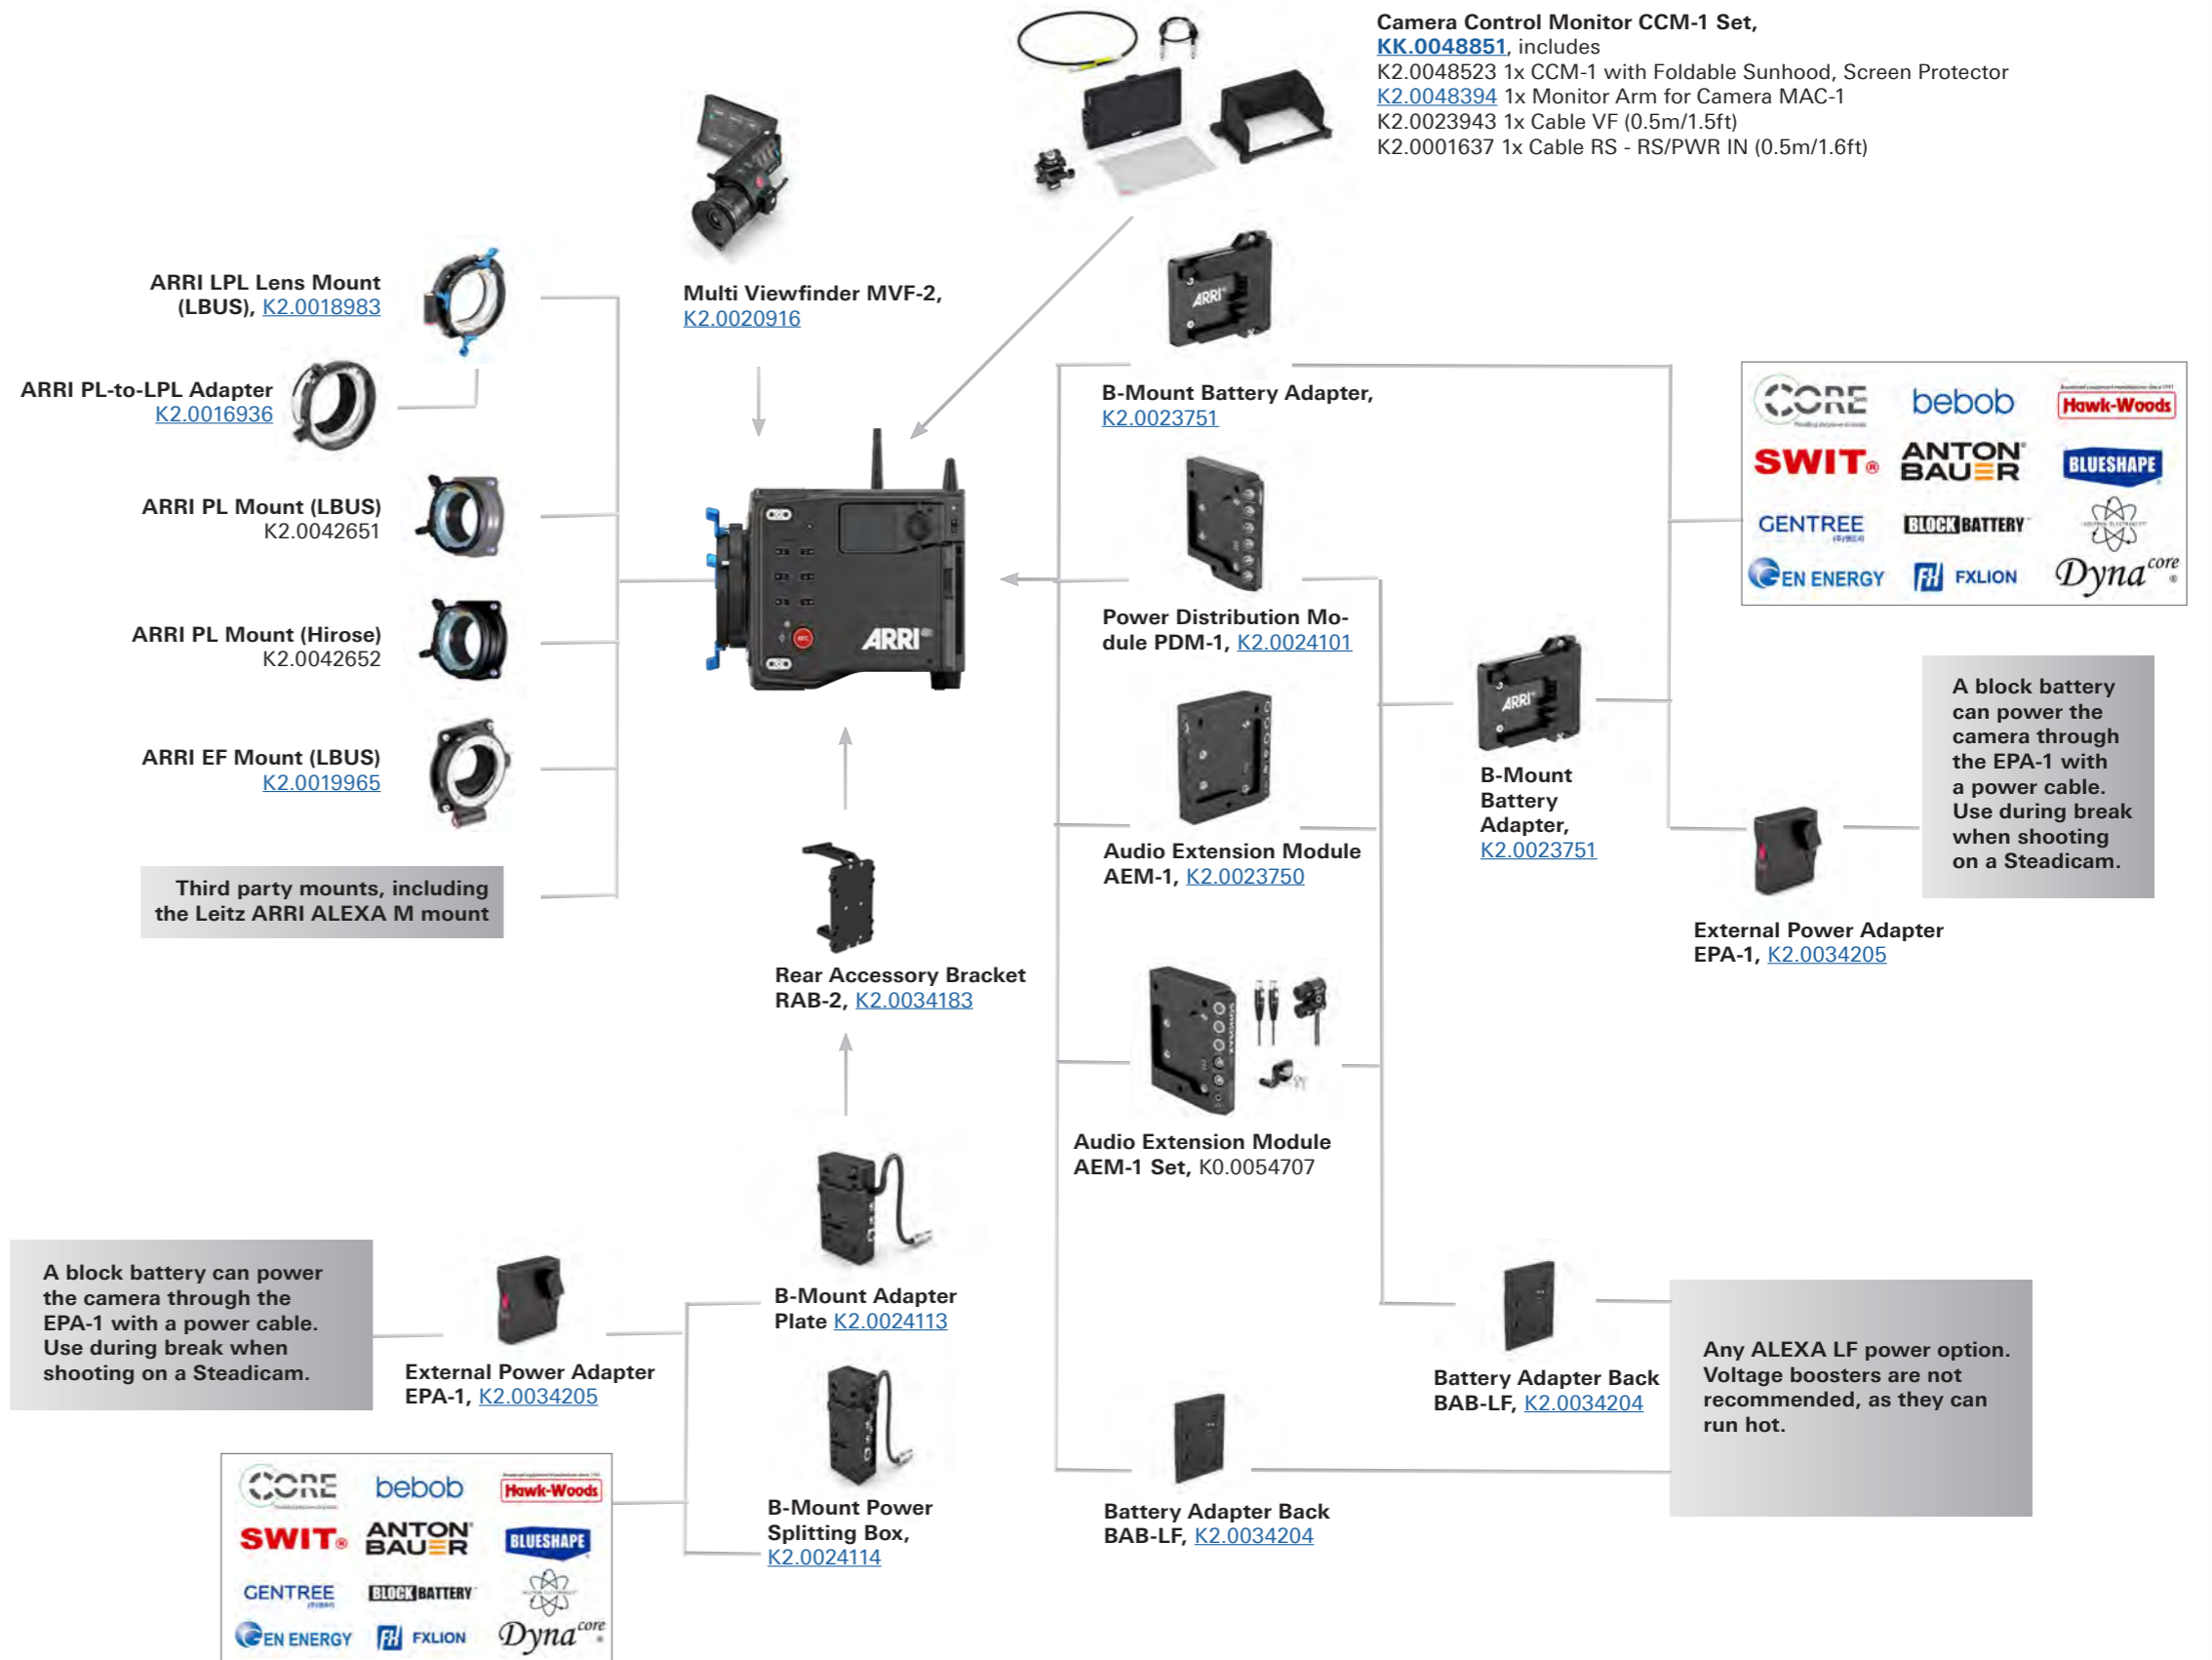 Camera Control Monitor CCM-1 Set,
KK.0048851, includes
K2.0048523 1x CCM-1 with Foldable Sunhood, Screen Protector
K2.0048394 1x Monitor Arm for Camera MAC-1
K2.0023943 1x Cable VF (0.5m/1.5ft)
K2.0001637 1x Cable RS - RS/PWR IN (0.5m/1.6ft)
Multi Viewfinder MVF-2,
K2.0020916
ARRI LPL Lens Mount
(LBUS), K2.0018983
ARRI PL-to-LPL Adapter
K2.0016936
ARRI PL Mount (LBUS)
K2.0042651
ARRI PL Mount (Hirose)
K2.0042652
ARRI EF Mount (LBUS)
K2.0019965
Third party mounts, including
the Leitz ARRI ALEXA M mount
ARRI
REC
Rear Accessory Bracket
RAB-2, K2.0034183
B-Mount Adapter
Plate K2.0024113
B-Mount Power
Splitting Box,
K2.0024114
A block battery can power
the camera through the
EPA-1 with a power cable.
Use during break when
shooting on a Steadicam.
External Power Adapter
EPA-1, K2.0034205
CORE
bebob
Hawk-Woods
SWIT®
ANTON
BAUER
BLUESHAPE
GENTREE
BLOCKBATTERY
GEN ENERGY
FX FXLION
Dynacore®
ARRI
B-Mount Battery Adapter,
K2.0023751
Power Distribution Mo-
dule PDM-1, K2.0024101
Audio Extension Module
AEM-1, K2.0023750
SONOSAX
Audio Extension Module
AEM-1 Set, K0.0054707
Battery Adapter Back
BAB-LF, K2.0034204
ARRI
B-Mount
Battery
Adapter,
K2.0023751
Battery Adapter Back
BAB-LF, K2.0034204
CORE
bebob
Hawk-Woods
SWIT®
ANTON
BAUER
BLUESHAPE
GENTREE
BLOCKBATTERY
GEN ENERGY
FX FXLION
Dynacore®
A block battery
can power the
camera through
the EPA-1 with
a power cable.
Use during break
when shooting
on a Steadicam.
External Power Adapter
EPA-1, K2.0034205
Any ALEXA LF power option.
Voltage boosters are not
recommended, as they can
run hot.